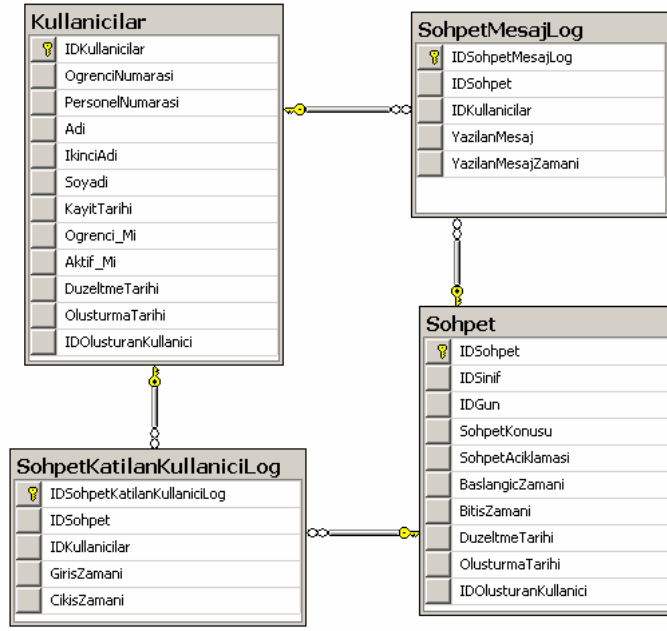 Kullanicilar
IDKullanicilar
OgrenciNumarasi
PersonelNumarasi
Adi
IkinciAdi
Soyadi
KayitTarihi
Ogrenci_Mi
Aktif_Mi
DuzeltmeTarihi
OlusturmaTarihi
IDOlusturanKullanici
SohpetMesajLog
IDSohpetMesajLog
IDSohpet
IDKullanicilar
YazilanMesaj
YazilanMesajZamani
Sohpet
IDSohpet
IDSinif
IDGun
SohpetKonusu
SohpetAciklamasi
BaslangicZamani
BitisZamani
DuzeltmeTarihi
OlusturmaTarihi
IDOlusturanKullanici
SohpetKatilanKullaniciLog
IDSohpetKatilanKullaniciLog
IDSohpet
IDKullanicilar
GirisZamani
CikisZamani